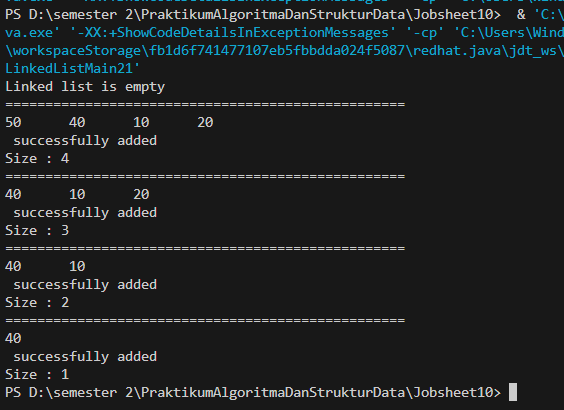 PS D:\semester 2\PraktikumAlgoritmaDanStrukturData\Jobsheet10>  & 'C:\
va.exe' '-XX:+ShowCodeDetailsInExceptionMessages' '-cp' 'C:\Users\Wind
\workspaceStorage\fb1d6f741477107eb5fbbdda024f5087\redhat.java\jdt_ws\
LinkedListMain21'
Linked list is empty
==================================================
50      40      10      20
 successfully added
Size : 4
==================================================
40      10      20
 successfully added
Size : 3
==================================================
40      10
 successfully added
Size : 2
==================================================
40
 successfully added
Size : 1
PS D:\semester 2\PraktikumAlgoritmaDanStrukturData\Jobsheet10>